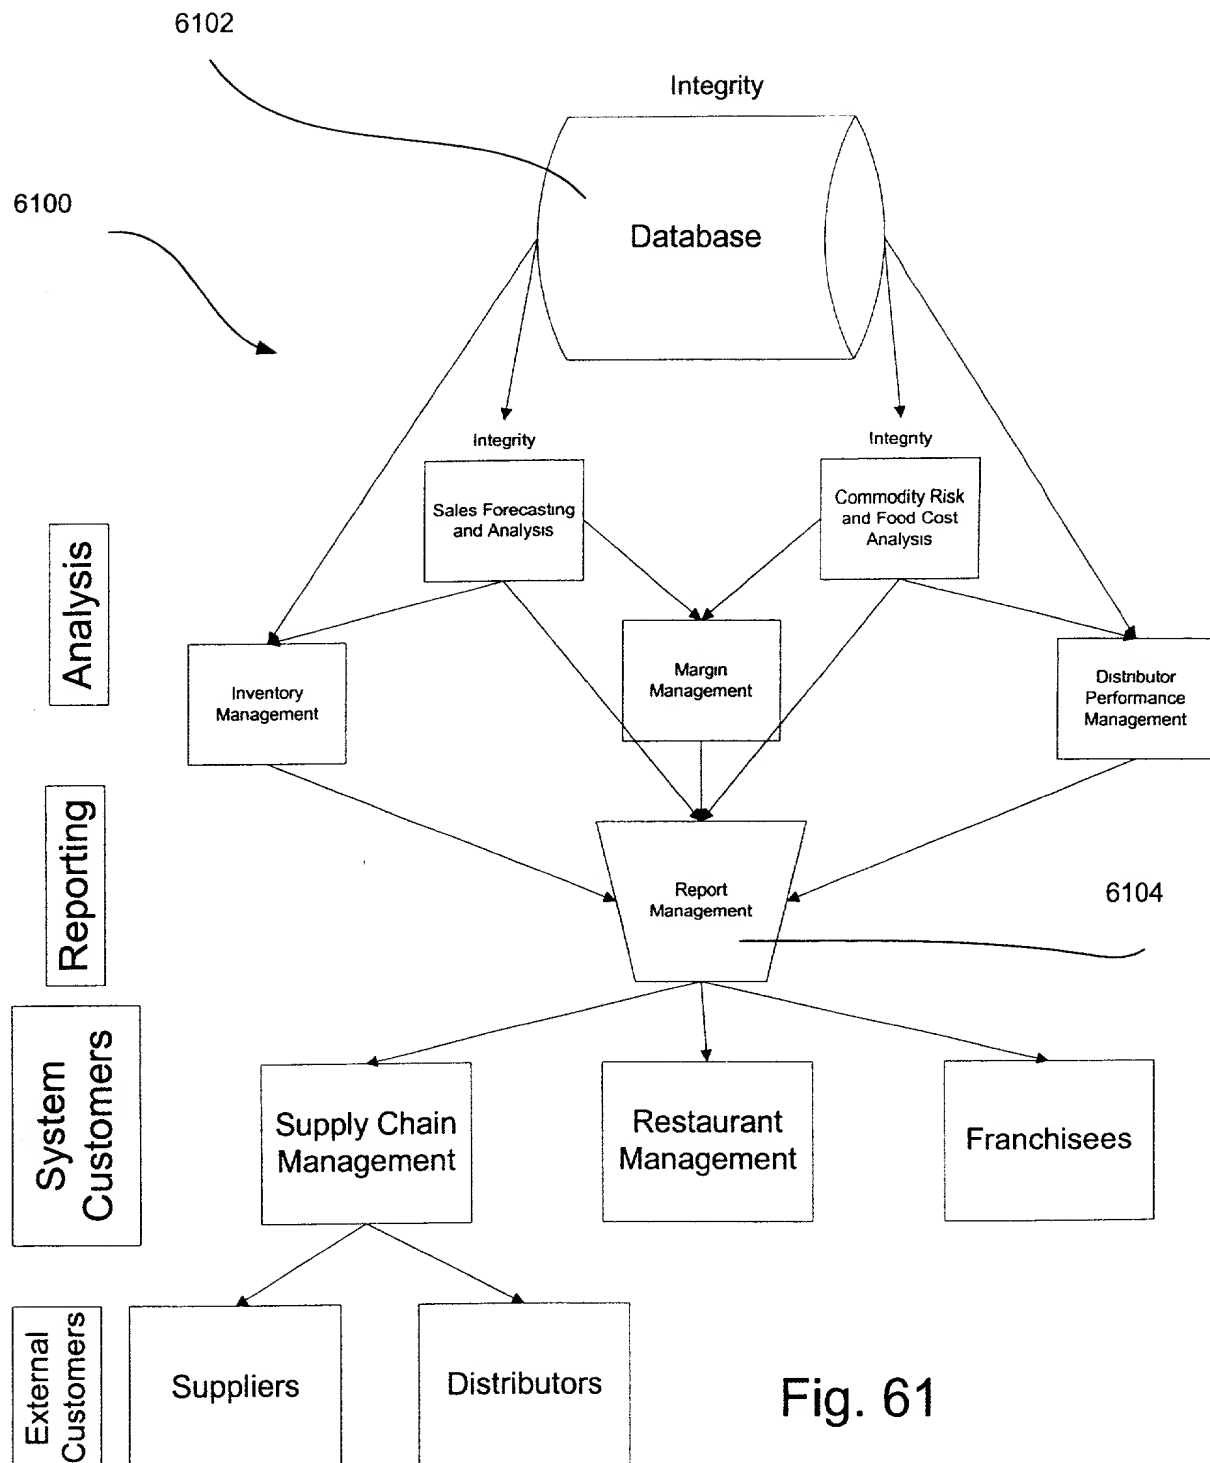 6102
Integrity
6100
Database
Integrity
Integrity
Sales Forecasting
and Analysis
Commodity Risk
and Food Cost
Analysis
Analysis
Inventory
Management
Margin
Management
Distributor
Performance
Management
Reporting
Report
Management
6104
System
Customers
Supply Chain
Management
Restaurant
Management
Franchisees
External
Customers
Suppliers
Distributors
Fig. 61